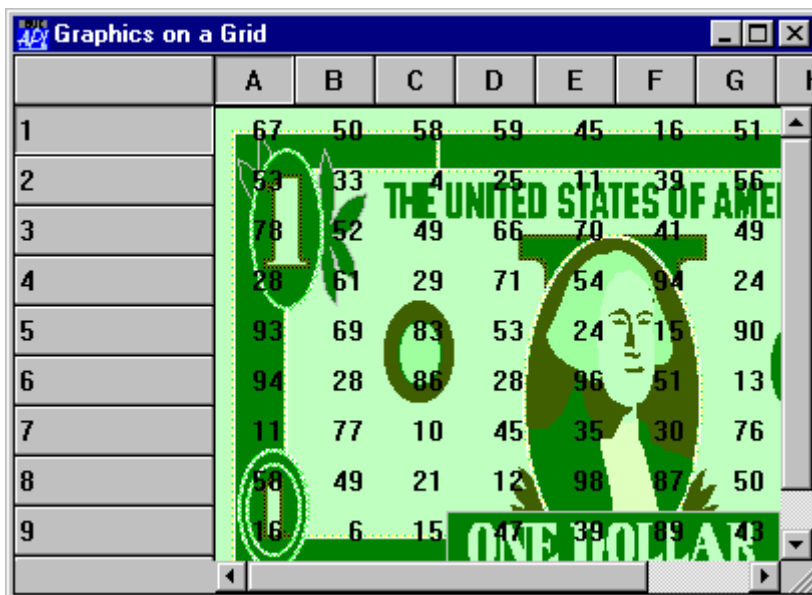 Graphics on a Grid
A B C D E F G
1 67 50 58 59 45 16 51
2 53 33 4 25 11 39 56
THE UNITED STATES OF AME
3 78 52 49 66 70 41 49
1
4 28 61 29 71 54 94 24
5 93 69 83 53 24 15 90
6 94 28 86 28 96 51 13
7 11 77 10 45 35 30 76
8 58 49 21 12 98 87 50
9 16 6 15 47 39 89 43
1
ONE DOLLAR